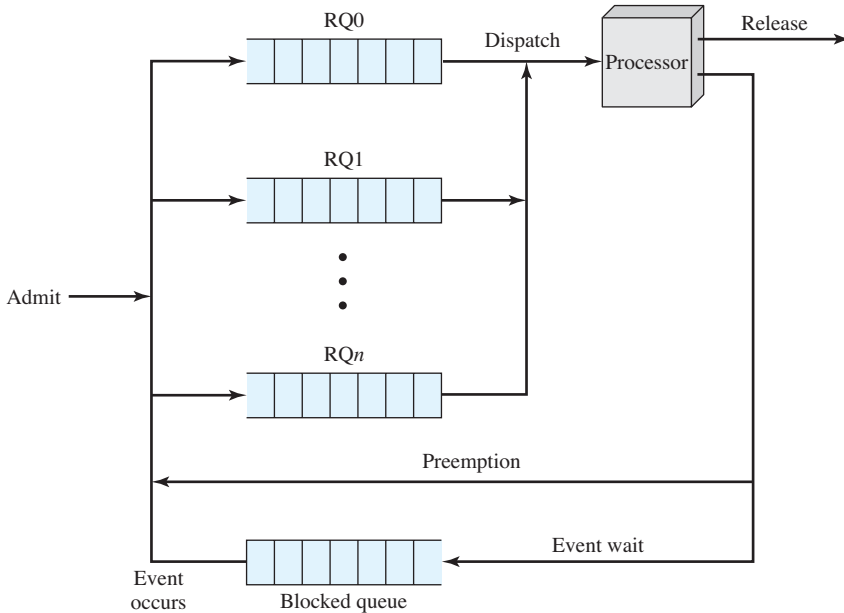 RQ0
Dispatch
Release
Processor
RQ1
Admit
RQn
Preemption
Event wait
Event
occurs
Blocked queue